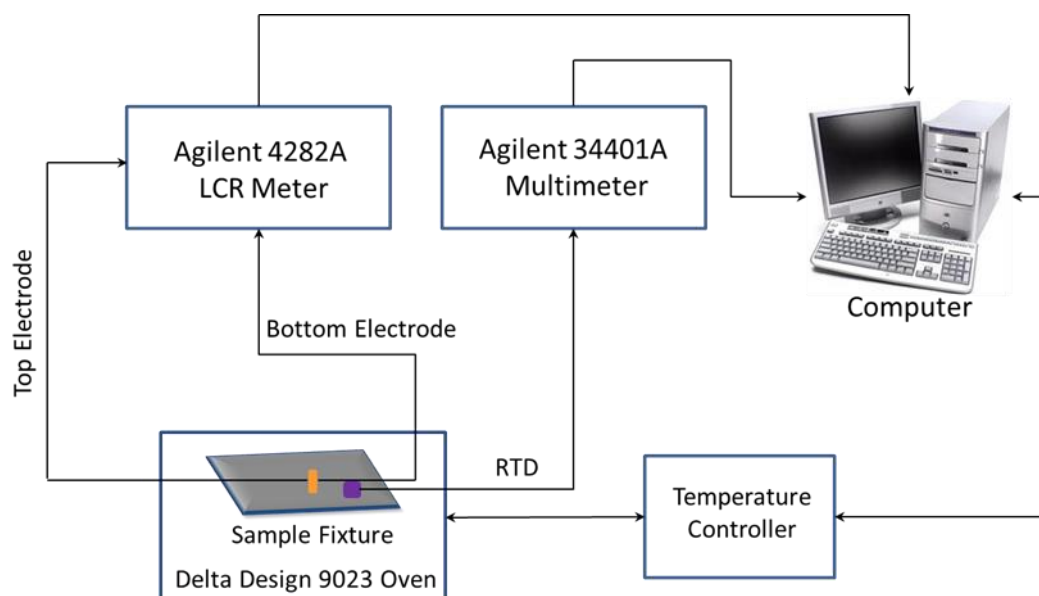 Agilent 4282A
LCR Meter
Agilent 34401A
Multimeter
Computer
Top Electrode
Bottom Electrode
RTD
Sample Fixture
Delta Design 9023 Oven
Temperature
Controller